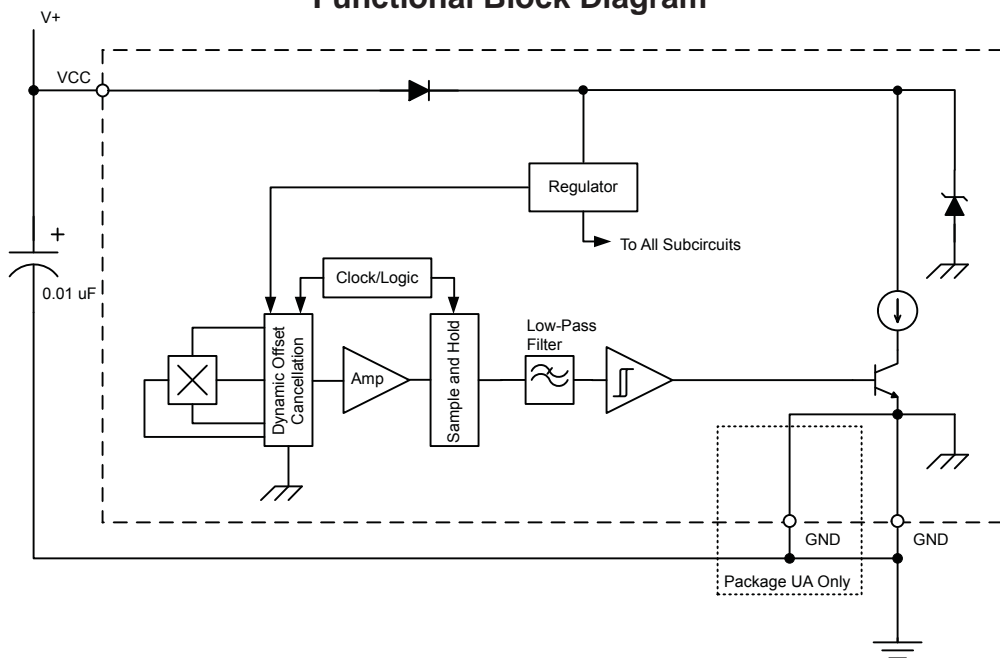 Functional Block Diagram
V+
VCC
Regulator
To All Subcircuits
+
Clock/Logic
0.01 uF
Dynamic Offset
Cancellation
Amp
Sample and Hold
Low-Pass
Filter
GND
GND
Package UA Only